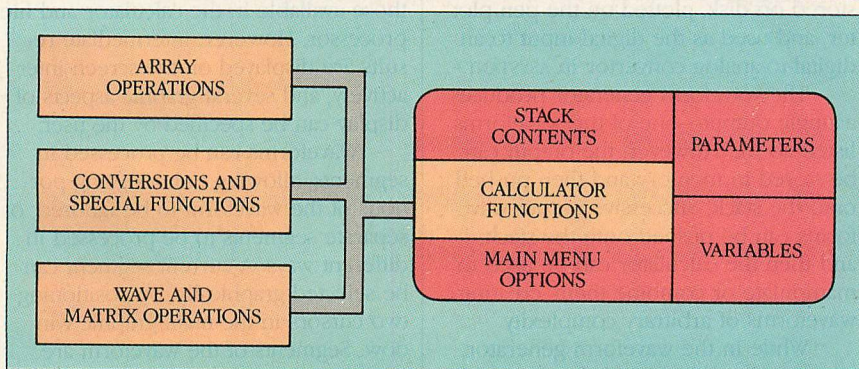 ARRAY
OPERATIONS
CONVERSIONS AND
SPECIAL FUNCTIONS
WAVE AND
MATRIX OPERATIONS
STACK
CONTENTS
CALCULATOR
FUNCTIONS
MAIN MENU
OPTIONS
PARAMETERS
VARIABLES